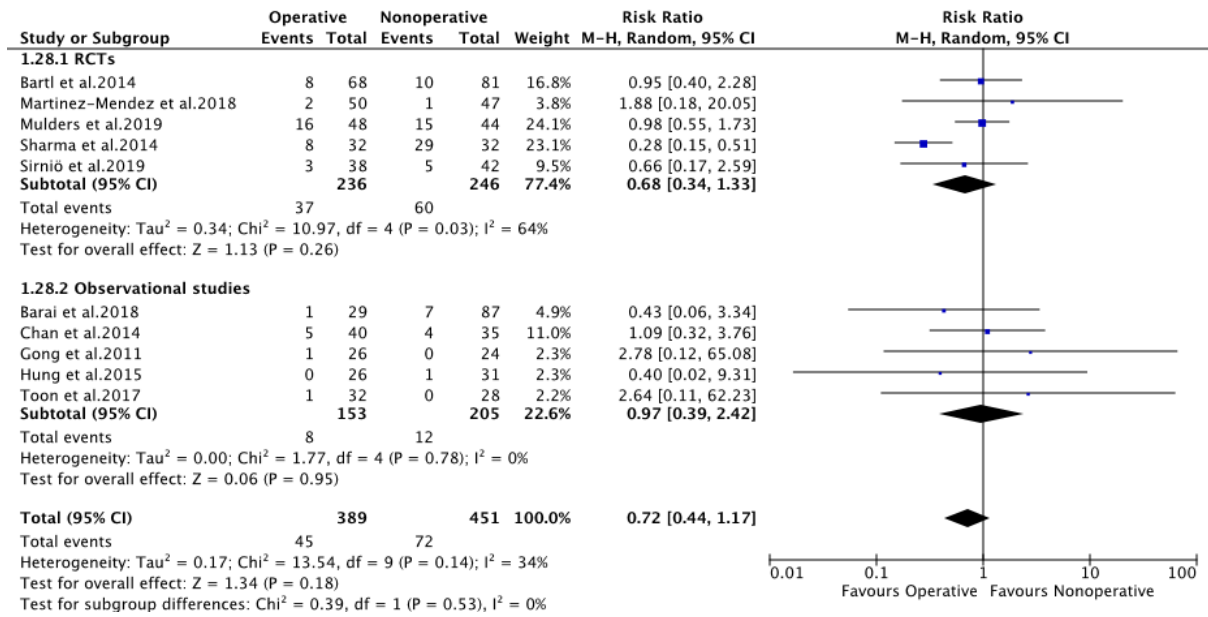 Operative Nonoperative Risk Ratio Risk Ratio
Study or Subgroup Events Total Events Total Weight M-H, Random, 95% CI M-H, Random, 95% CI
1.28.1 RCTs
Bartl et al.2014 8 68 10 81 16.8% 0.95 [0.40, 2.28]
Martinez-Mendez et al.2018 2 50 1 47 3.8% 1.88 [0.18, 20.05]
Mulders et al.2019 16 48 15 44 24.1% 0.98 [0.55, 1.73]
Sharma et al.2014 8 32 29 32 23.1% 0.28 [0.15, 0.51]
Sirniö et al.2019 3 38 5 42 9.5% 0.66 [0.17, 2.59]
Subtotal (95% CI) 236 246 77.4% 0.68 [0.34, 1.33]
Total events 37 60
Heterogeneity: Tau² = 0.34; Chi² = 10.97, df = 4 (P = 0.03); I² = 64%
Test for overall effect: Z = 1.13 (P = 0.26)
1.28.2 Observational studies
Barai et al.2018 1 29 7 87 4.9% 0.43 [0.06, 3.34]
Chan et al.2014 5 40 4 35 11.0% 1.09 [0.32, 3.76]
Gong et al.2011 1 26 0 24 2.3% 2.78 [0.12, 65.08]
Hung et al.2015 0 26 1 31 2.3% 0.40 [0.02, 9.31]
Toon et al.2017 1 32 0 28 2.2% 2.64 [0.11, 62.23]
Subtotal (95% CI) 153 205 22.6% 0.97 [0.39, 2.42]
Total events 8 12
Heterogeneity: Tau² = 0.00; Chi² = 1.77, df = 4 (P = 0.78); I² = 0%
Test for overall effect: Z = 0.06 (P = 0.95)
Total (95% CI) 389 451 100.0% 0.72 [0.44, 1.17]
Total events 45 72
Heterogeneity: Tau² = 0.17; Chi² = 13.54, df = 9 (P = 0.14); I² = 34%
Test for overall effect: Z = 1.34 (P = 0.18)
Test for subgroup differences: Chi² = 0.39, df = 1 (P = 0.53), I² = 0%
0.01 0.1 1 10 100
Favours Operative Favours Nonoperative